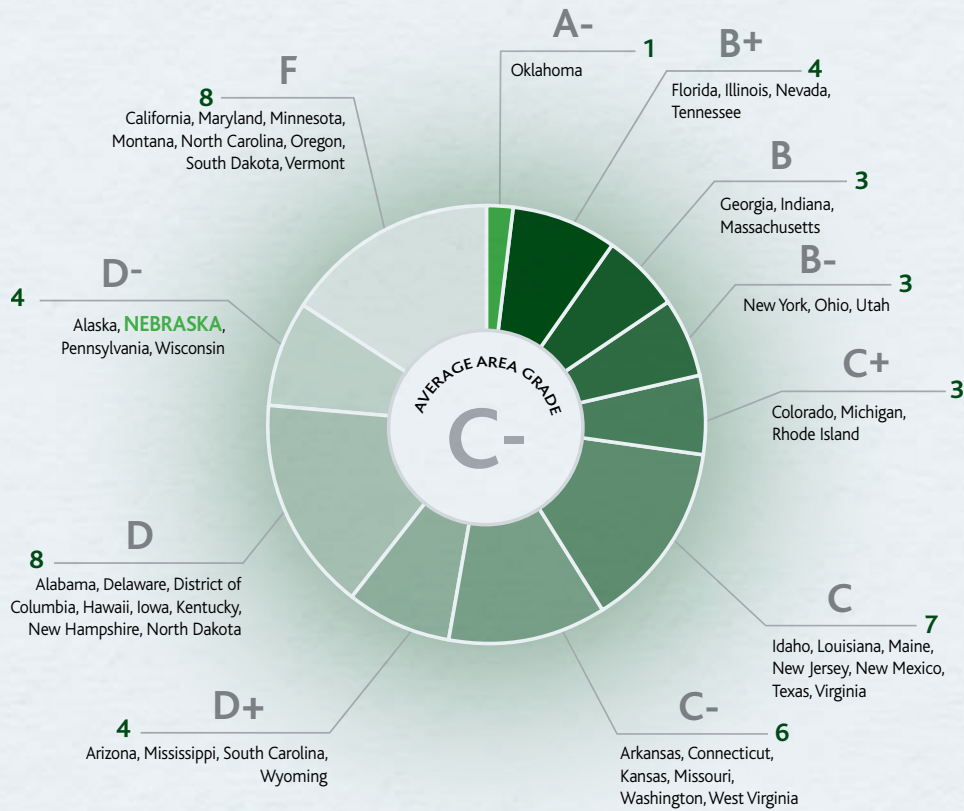 A-
1
Oklahoma
B+
4
Florida, Illinois, Nevada,
Tennessee
B
3
Georgia, Indiana,
Massachusetts
B-
3
New York, Ohio, Utah
C+
3
Colorado, Michigan,
Rhode Island
C
7
Idaho, Louisiana, Maine,
New Jersey, New Mexico,
Texas, Virginia
C-
6
Arkansas, Connecticut,
Kansas, Missouri,
Washington, West Virginia
D+
4
Arizona, Mississippi, South Carolina,
Wyoming
D
8
Alabama, Delaware, District of
Columbia, Hawaii, Iowa, Kentucky,
New Hampshire, North Dakota
D-
4
Alaska, NEBRASKA,
Pennsylvania, Wisconsin
F
8
California, Maryland, Minnesota,
Montana, North Carolina, Oregon,
South Dakota, Vermont
AVERAGE AREA GRADE
C-